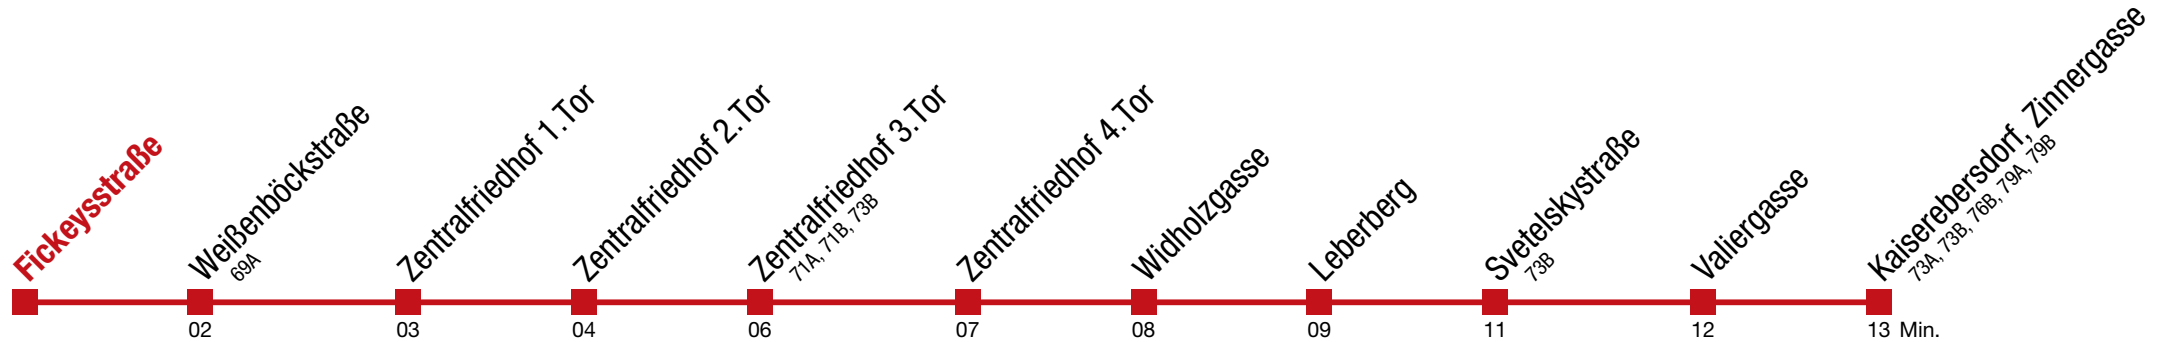 Fickeysstraße
Weißenböckstraße
69A
Zentralfriedhof 1.Tor
Zentralfriedhof 2.Tor
Zentralfriedhof 3.Tor
71A, 71B, 73B
Zentralfriedhof 4.Tor
Widholzgasse
Leberberg
Svetelskystraße
73B
Valiergasse
Kaiserebersdorf, Zinnergasse
73A, 73B, 76B, 79A, 79B
02 03 04 06 07 08 09 11 12 13 Min.